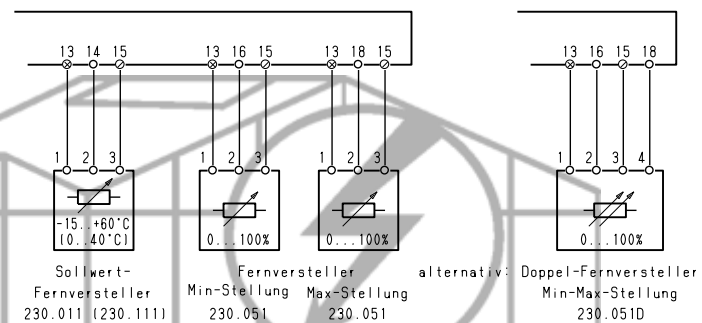 13 14 15 13 16 15 13 18 15 13 16 15 18
1 2 3 1 2 3 1 2 3 1 2 3 4
-15..+60°C
(0..40°C) 0...100% 0...100% 0...100%
Sollwert- Fernversteller alternativ: Doppel-Fernversteller
Fernversteller Min-Stellung Max-Stellung Min-Max-Stellung
230.011 (230.111) 230.051 230.051 230.051D